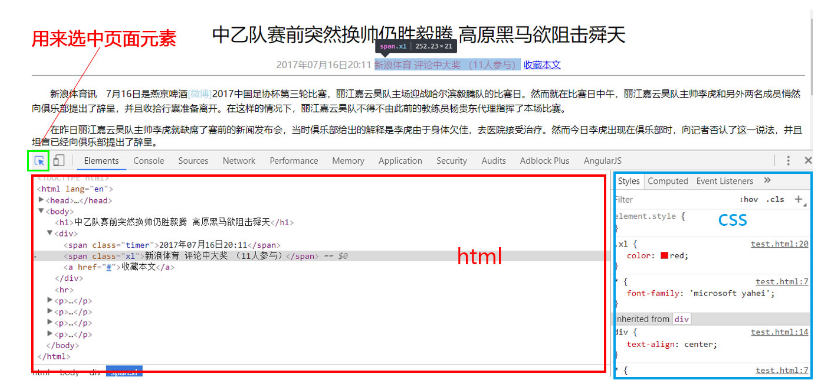 用来选中页面元素
中乙队赛前突然换帅仍胜毅腾 高原黑马欲阻击舜天
span.xl | 252.23×21
2017年07月16日20:11 新浪体育 评论中大奖 (11人参与) 收藏本文
新浪体育讯 7月16日是燕京啤酒[微博]2017中国足协杯第三轮比赛，丽江嘉云昊队主场迎战哈尔滨毅腾队的比赛日。然而就在比赛日中午，丽江嘉云昊队主帅李虎和另外两名成员悄然
向俱乐部提出了辞呈，并且收拾行囊准备离开。在这样的情况下，丽江嘉云昊队不得不由此前的教练员杨贵东代理指挥了本场比赛。
在昨日丽江嘉云昊队主帅李虎就缺席了赛前的新闻发布会，当时俱乐部给出的解释是李虎由于身体欠佳，去医院接受治疗。然而今日李虎出现在俱乐部时，向记者否认了这一说法，并且
坦言已经向俱乐部提出了辞呈。
Elements Console Sources Network Performance Memory Application Security Audits Adblock Plus AngularJS
<!DOCTYPE html>
<html lang="en">
<head>…</head>
<body>
<h1>中乙队赛前突然换帅仍胜毅腾 高原黑马欲阻击舜天</h1>
<div>
<span class="timer">2017年07月16日20:11</span>
<span class="xl">新浪体育 评论中大奖 (11人参与)</span> == $0
<a href="#">收藏本文</a>
</div>
<hr>
<p>…</p>
<p>…</p>
<p>…</p>
<p>…</p>
</body>
</html>
html body div
html
Styles Computed Event Listeners »
Filter :hov .cls +
element.style {
}
css
.xl { test.html:20
color: red;
}
* { test.html:7
font-family: 'microsoft yahei';
}
Inherited from div
div { test.html:14
text-align: center;
}
* { test.html:7